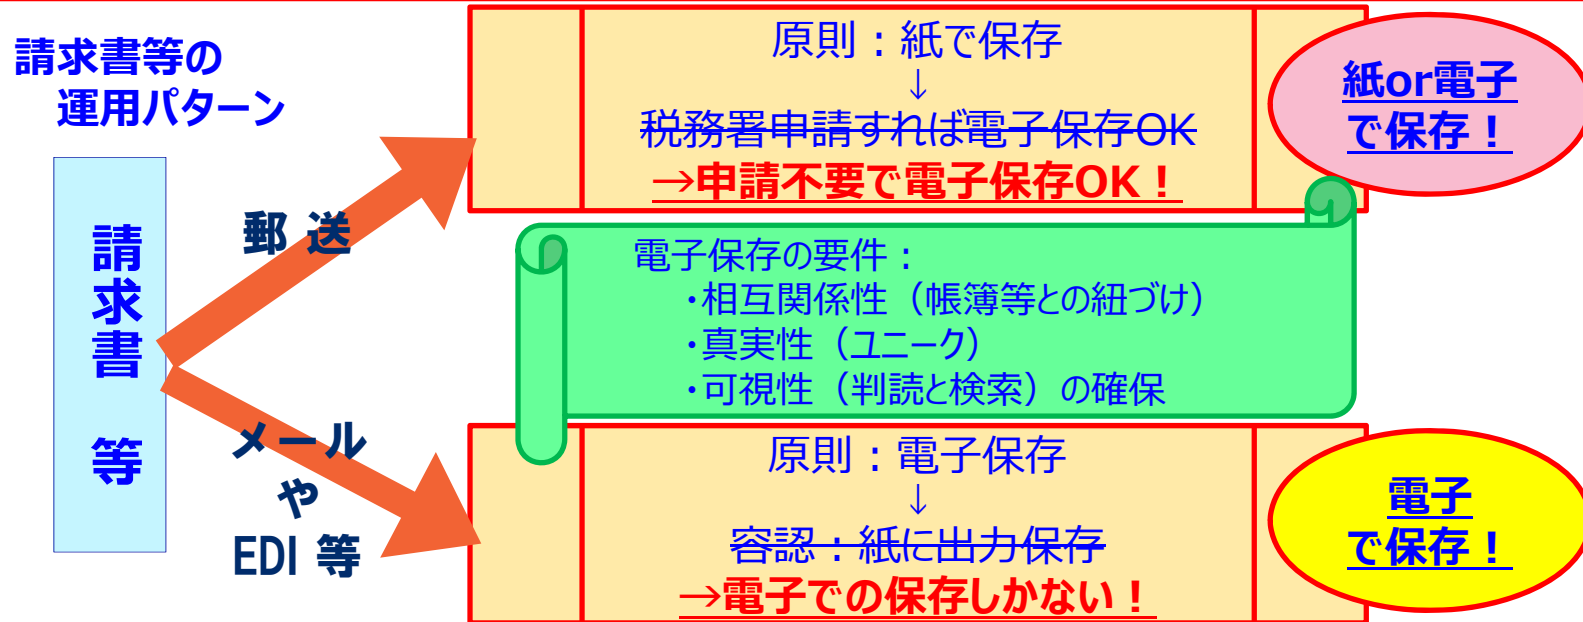 請求書等の
運用パターン
請求書 等
郵 送
メール
や
EDI 等
原則：紙で保存
↓
税務署申請すれば電子保存OK
→申請不要で電子保存OK！
紙or電子
で保存！
電子保存の要件：
・相互関係性（帳簿等との紐づけ）
・真実性（ユニーク）
・可視性（判読と検索）の確保
原則：電子保存
↓
容認：紙に出力保存
→電子での保存しかない！
電子
で保存！